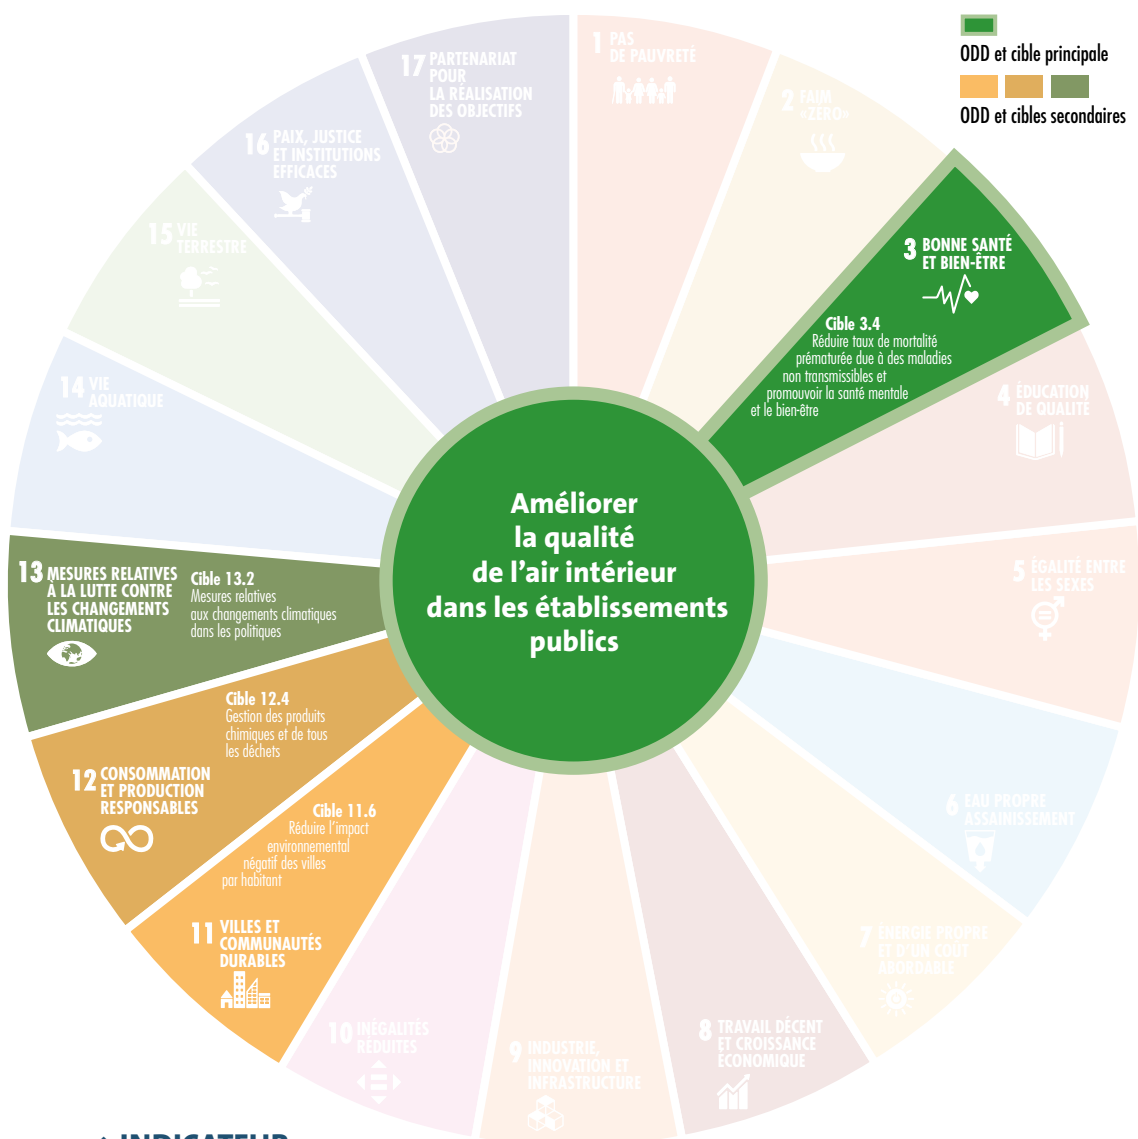 ODD et cible principale
ODD et cibles secondaires
1 PAS
DE PAUVRETÉ
2 FAIM
«ZÉRO»
3 BONNE SANTÉ
ET BIEN-ÊTRE
Cible 3.4
Réduire taux de mortalité
prématurée due à des maladies
non transmissibles et
promouvoir la santé mentale
et le bien-être
4 ÉDUCATION
DE QUALITÉ
5 ÉGALITÉ ENTRE
LES SEXES
6 EAU PROPRE
ASSAINISSEMENT
7 ÉNERGIE PROPRE
ET D'UN COÛT
ABORDABLE
8 TRAVAIL DÉCENT
ET CROISSANCE
ÉCONOMIQUE
9 INDUSTRIE,
INNOVATION ET
INFRASTRUCTURE
10 INÉGALITÉS
RÉDUITES
11 VILLES ET
COMMUNAUTÉS
DURABLES
Cible 11.6
Réduire l'impact
environnemental
négatif des villes
par habitant
12 CONSOMMATION
ET PRODUCTION
RESPONSABLES
Cible 12.4
Gestion des produits
chimiques et de tous
les déchets
13 MESURES RELATIVES
À LA LUTTE CONTRE
LES CHANGEMENTS
CLIMATIQUES
Cible 13.2
Mesures relatives
aux changements climatiques
dans les politiques
14 VIE
AQUATIQUE
15 VIE
TERRESTRE
16 PAIX, JUSTICE
ET INSTITUTIONS
EFFICACES
17 PARTENARIAT
POUR
LA RÉALISATION
DES OBJECTIFS
Améliorer
la qualité
de l'air intérieur
dans les établissements
publics
INDICATEUR